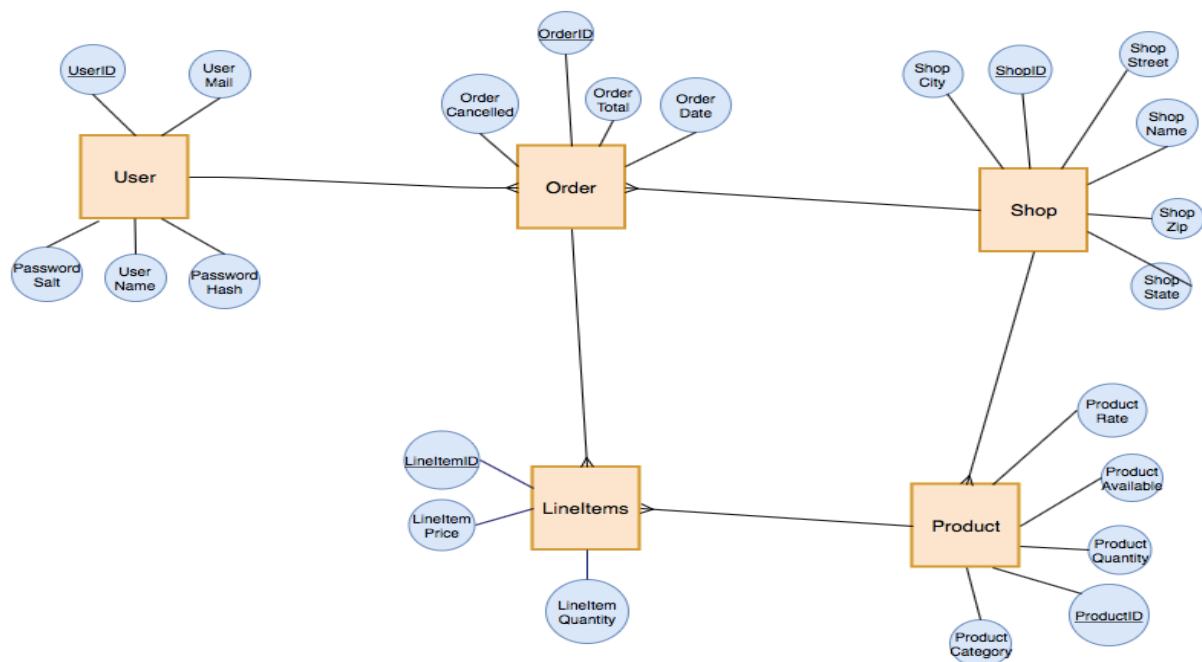 UserID
User
Mail
User
Password
Salt
User
Name
Password
Hash
OrderID
Order
Cancelled
Order
Total
Order
Date
Order
Shop
City
ShopID
Shop
Street
Shop
Name
Shop
Shop
Zip
Shop
State
LineItemID
LineItem
Price
LineItems
LineItem
Quantity
Product
Rate
Product
Available
Product
Product
Quantity
ProductID
Product
Category